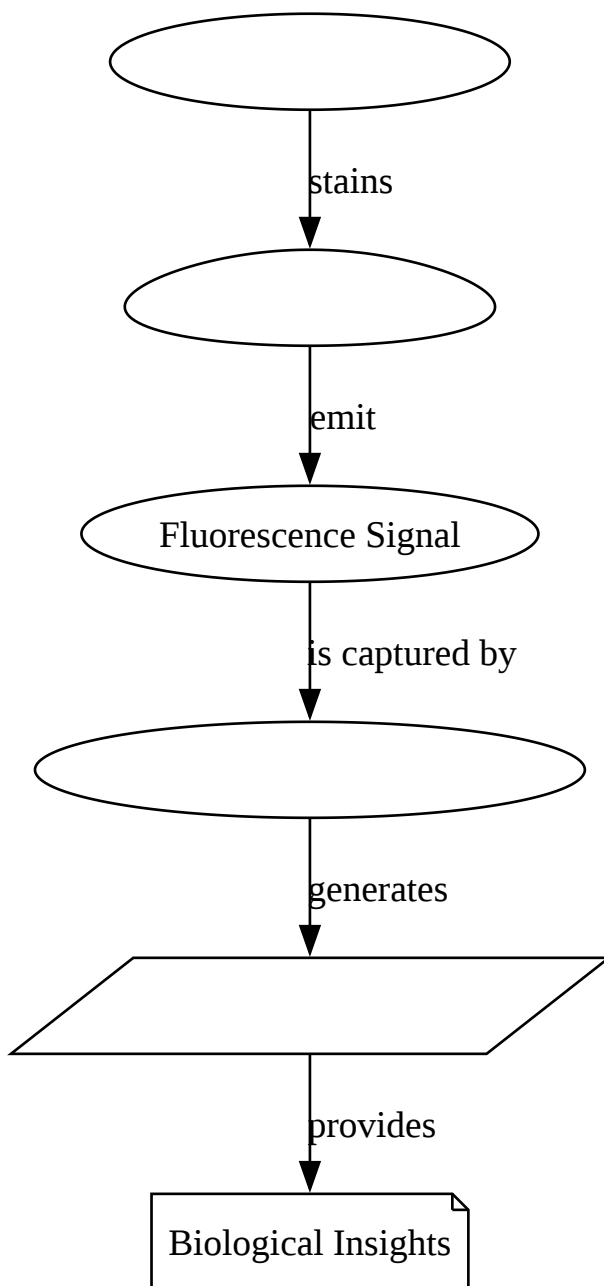 stains
emit
Fluorescence Signal
is captured by
generates
provides
Biological Insights